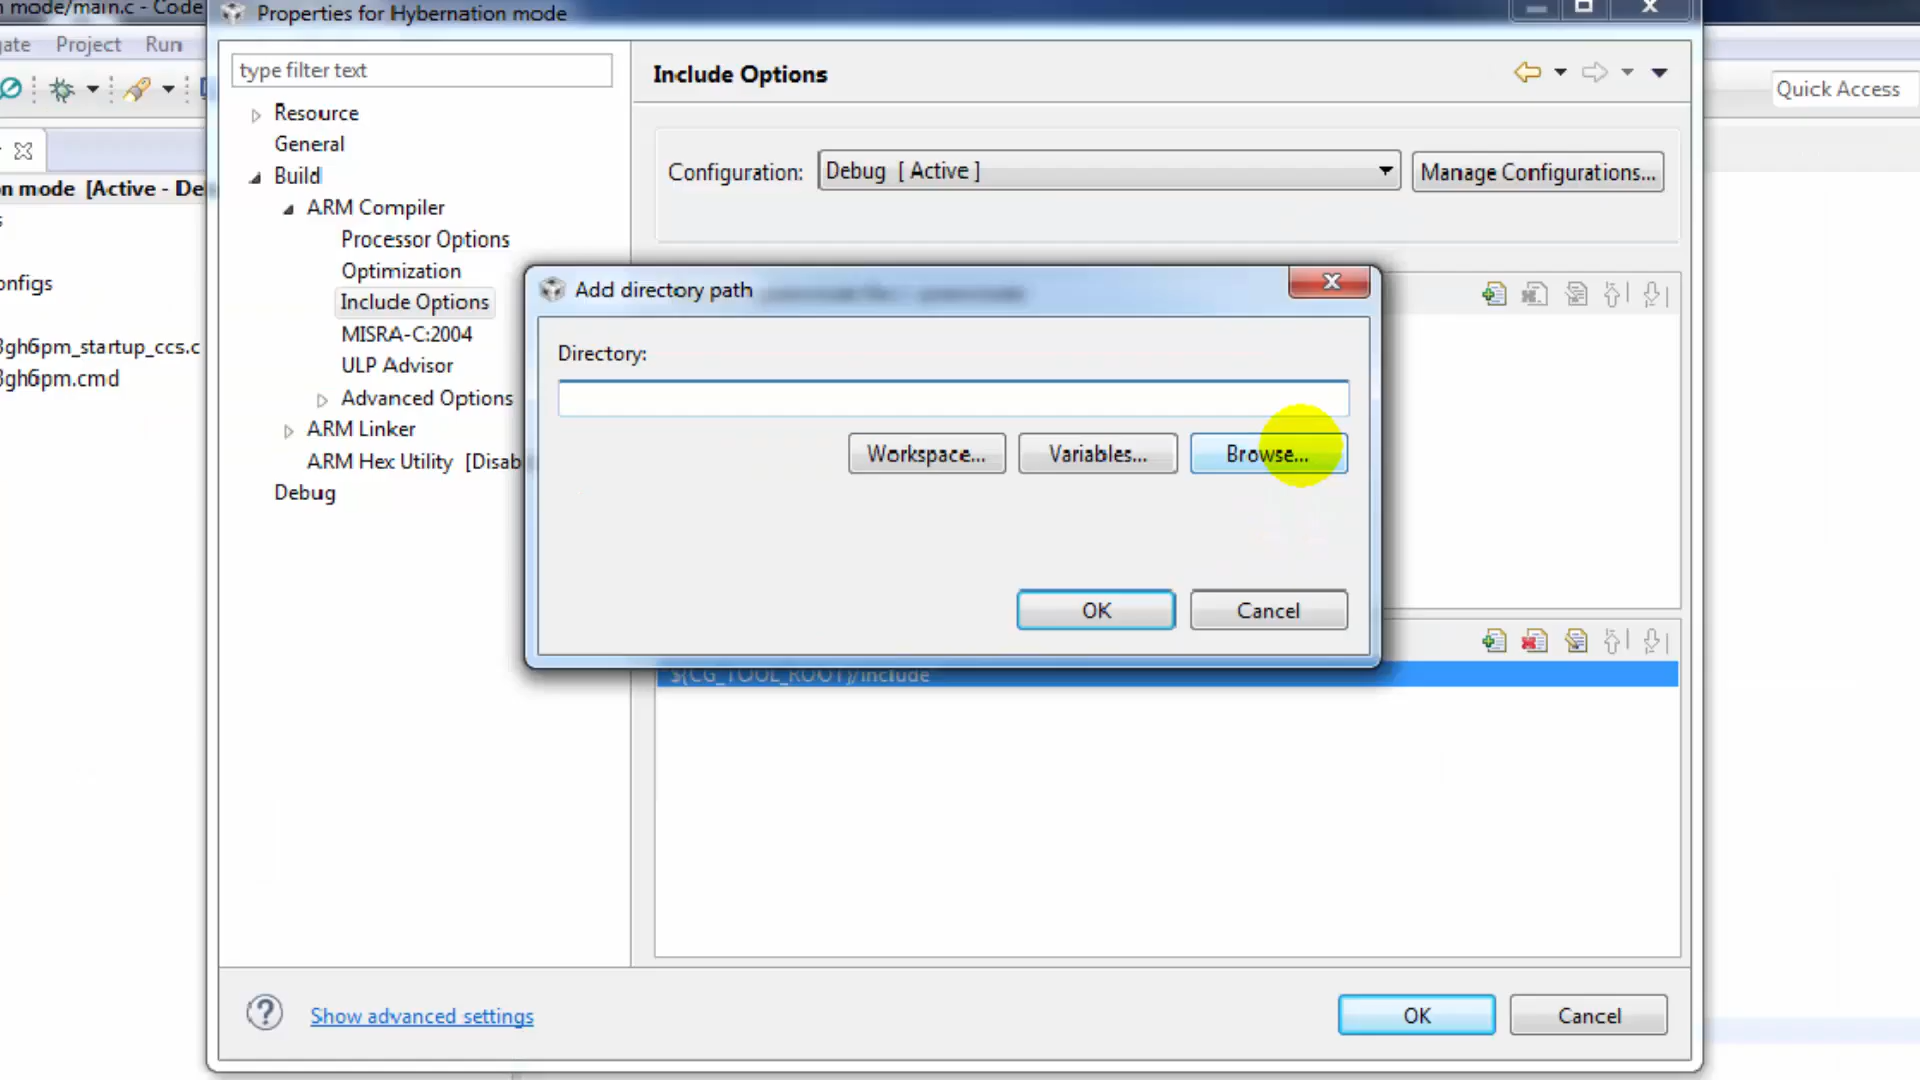 n mode/main.c - Code
Properties for Hybernation mode
gate Project Run
type filter text
Include Options
Quick Access
Resource
General
Build
ARM Compiler
Processor Options
Optimization
Include Options
MISRA-C:2004
ULP Advisor
Advanced Options
ARM Linker
ARM Hex Utility [Disab
Debug
Configuration: Debug [ Active ] Manage Configurations...
on mode [Active - De
onfigs
3gh6pm_startup_ccs.c
3gh6pm.cmd
Add directory path
Directory:
Workspace... Variables... Browse...
OK Cancel
${CG_TOOL_ROOT}/include
? Show advanced settings
OK Cancel